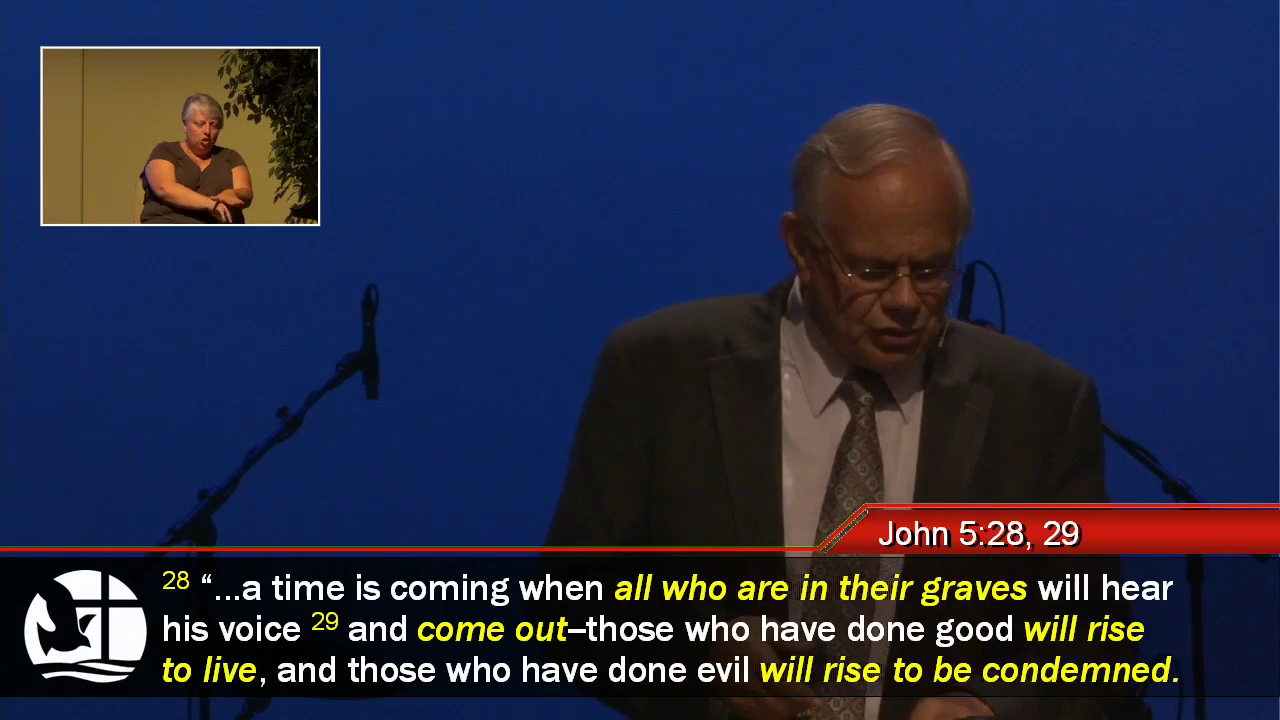 John 5:28, 29
28 “...a time is coming when all who are in their graves will hear
his voice 29 and come out–those who have done good will rise
to live, and those who have done evil will rise to be condemned.